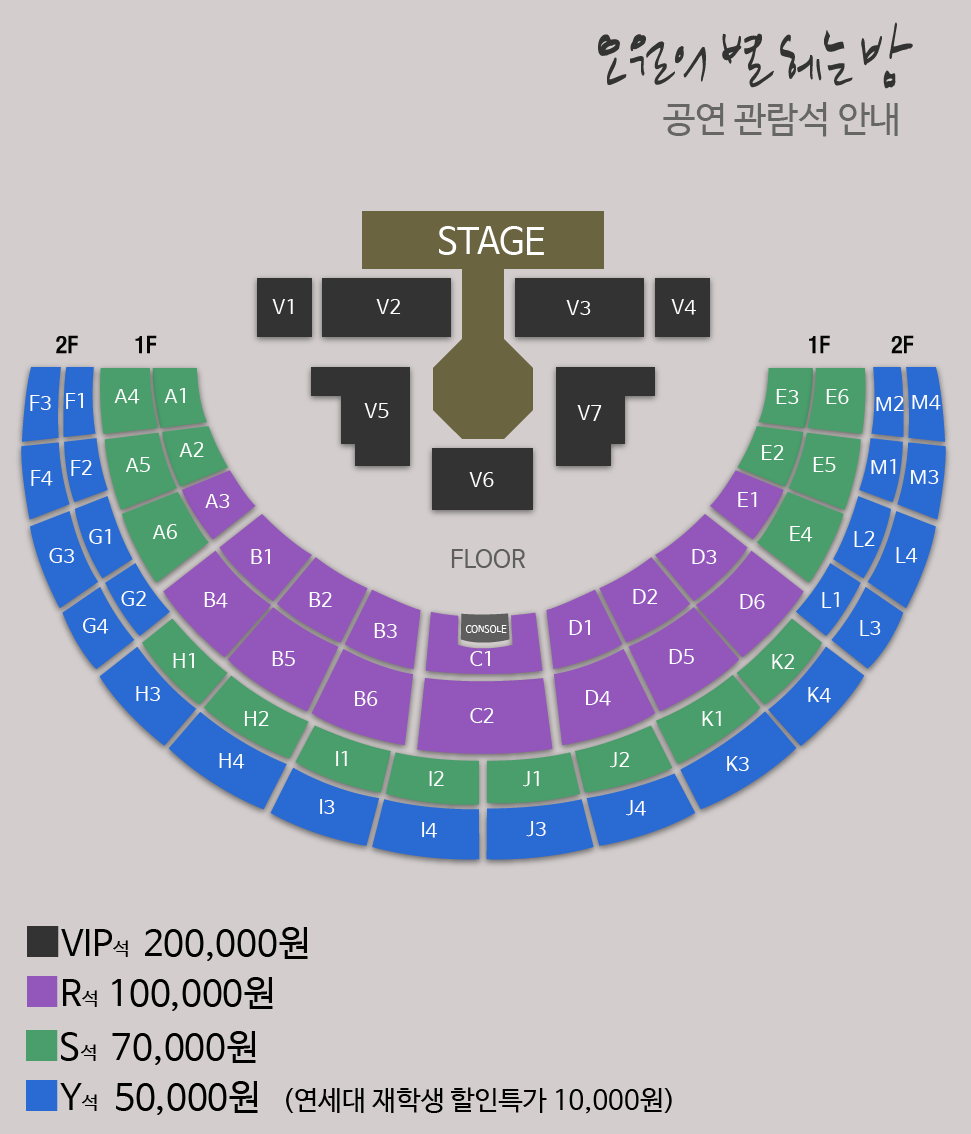 오월의 별 헤는 밤
공연 관람석 안내
STAGE
V1 V2 V3 V4
2F 1F 1F 2F
F3 F1 A4 A1 V5 V7 E3 E6 M2 M4
F4 F2 A5 A2 V6 E2 E5 M1 M3
A3 E1
G3 G1 A6 E4 L2 L4
FLOOR
B1 D3
G4 G2 B4 B2 D2 D6 L1 L3
B3 CONSOLE D1
H1 B5 C1 D5 K2
H3 B6 D4 K4
H2 C2 K1
H4 I1 J2 K3
I2 J1
I3 J4
I4 J3
VIP석 200,000원
R석 100,000원
S석 70,000원
Y석 50,000원 (연세대 재학생 할인특가 10,000원)